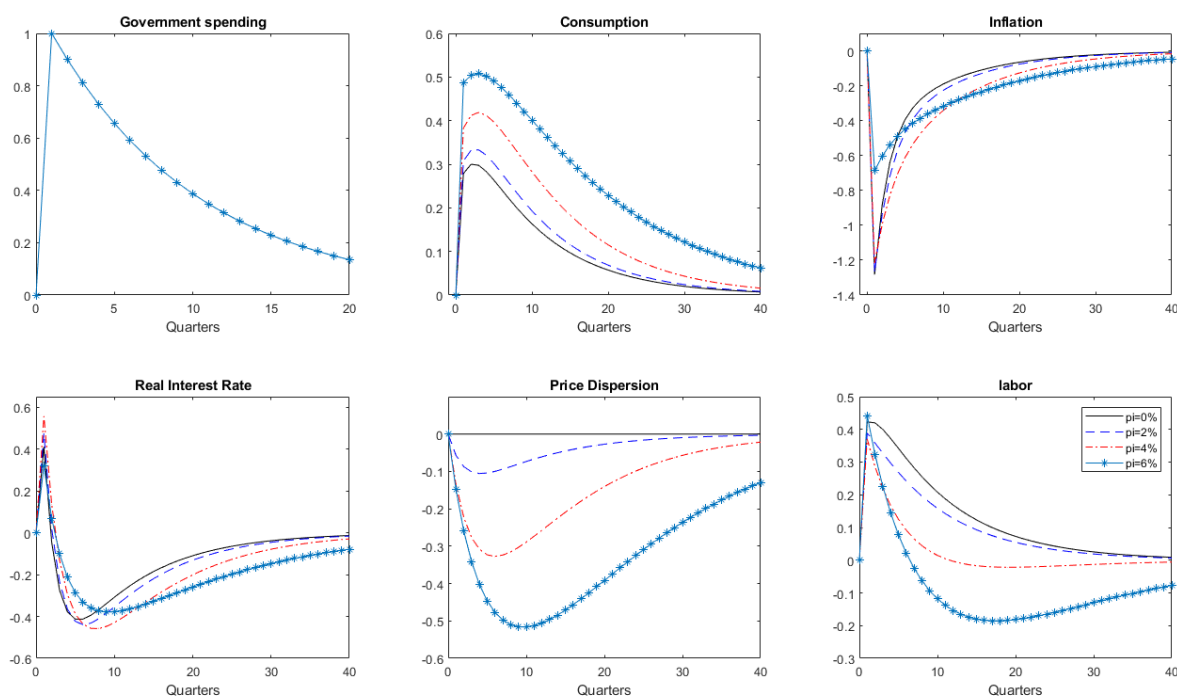 Government spending
1
0.8
0.6
0.4
0.2
0
0 5 10 15 20
Quarters
Consumption
0.6
0.5
0.4
0.3
0.2
0.1
0
0 10 20 30 40
Quarters
Inflation
0
-0.2
-0.4
-0.6
-0.8
-1
-1.2
-1.4
0 10 20 30 40
Quarters
Real Interest Rate
0.6
0.4
0.2
0
-0.2
-0.4
-0.6
0 10 20 30 40
Quarters
Price Dispersion
0
-0.1
-0.2
-0.3
-0.4
-0.5
-0.6
0 10 20 30 40
Quarters
labor
0.5
0.4
0.3
0.2
0.1
0
-0.1
-0.2
-0.3
0 10 20 30 40
Quarters
pi=0%
pi=2%
pi=4%
pi=6%